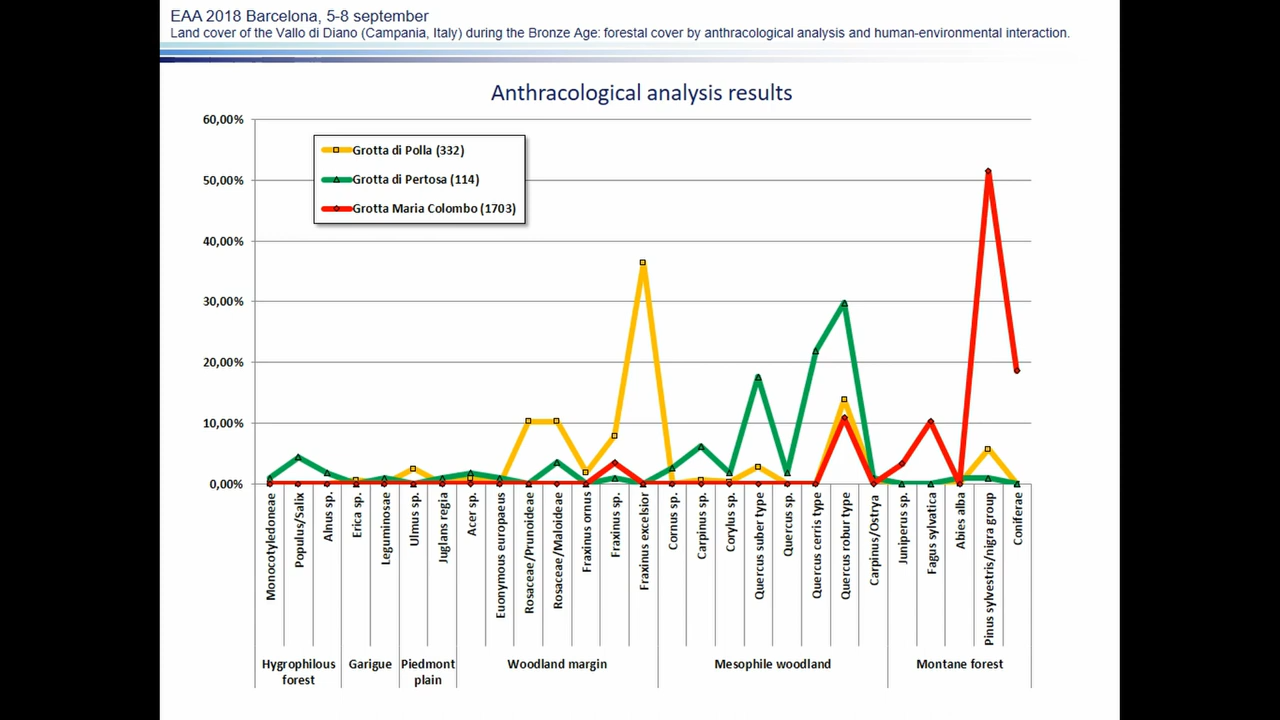 EAA 2018 Barcelona, 5-8 september
Land cover of the Vallo di Diano (Campania, Italy) during the Bronze Age: forestal cover by anthracological analysis and human-environmental interaction.
Anthracological analysis results
60,00%
50,00%
40,00%
30,00%
20,00%
10,00%
0,00%
Grotta di Polla (332)
Grotta di Pertosa (114)
Grotta Maria Colombo (1703)
Monocotyledoneae
Populus/Salix
Alnus sp.
Erica sp.
Leguminosae
Ulmus sp.
Juglans regia
Acer sp.
Euonymous europaeus
Rosaceae/Prunoideae
Rosaceae/Maloideae
Fraxinus ornus
Fraxinus sp.
Fraxinus excelsior
Cornus sp.
Carpinus sp.
Corylus sp.
Quercus suber type
Quercus sp.
Quercus cerris type
Quercus robur type
Carpinus/Ostrya
Juniperus sp.
Fagus sylvatica
Abies alba
Pinus sylvestris/nigra group
Coniferae
Hygrophilous
forest
Garigue
Piedmont
plain
Woodland margin
Mesophile woodland
Montane forest